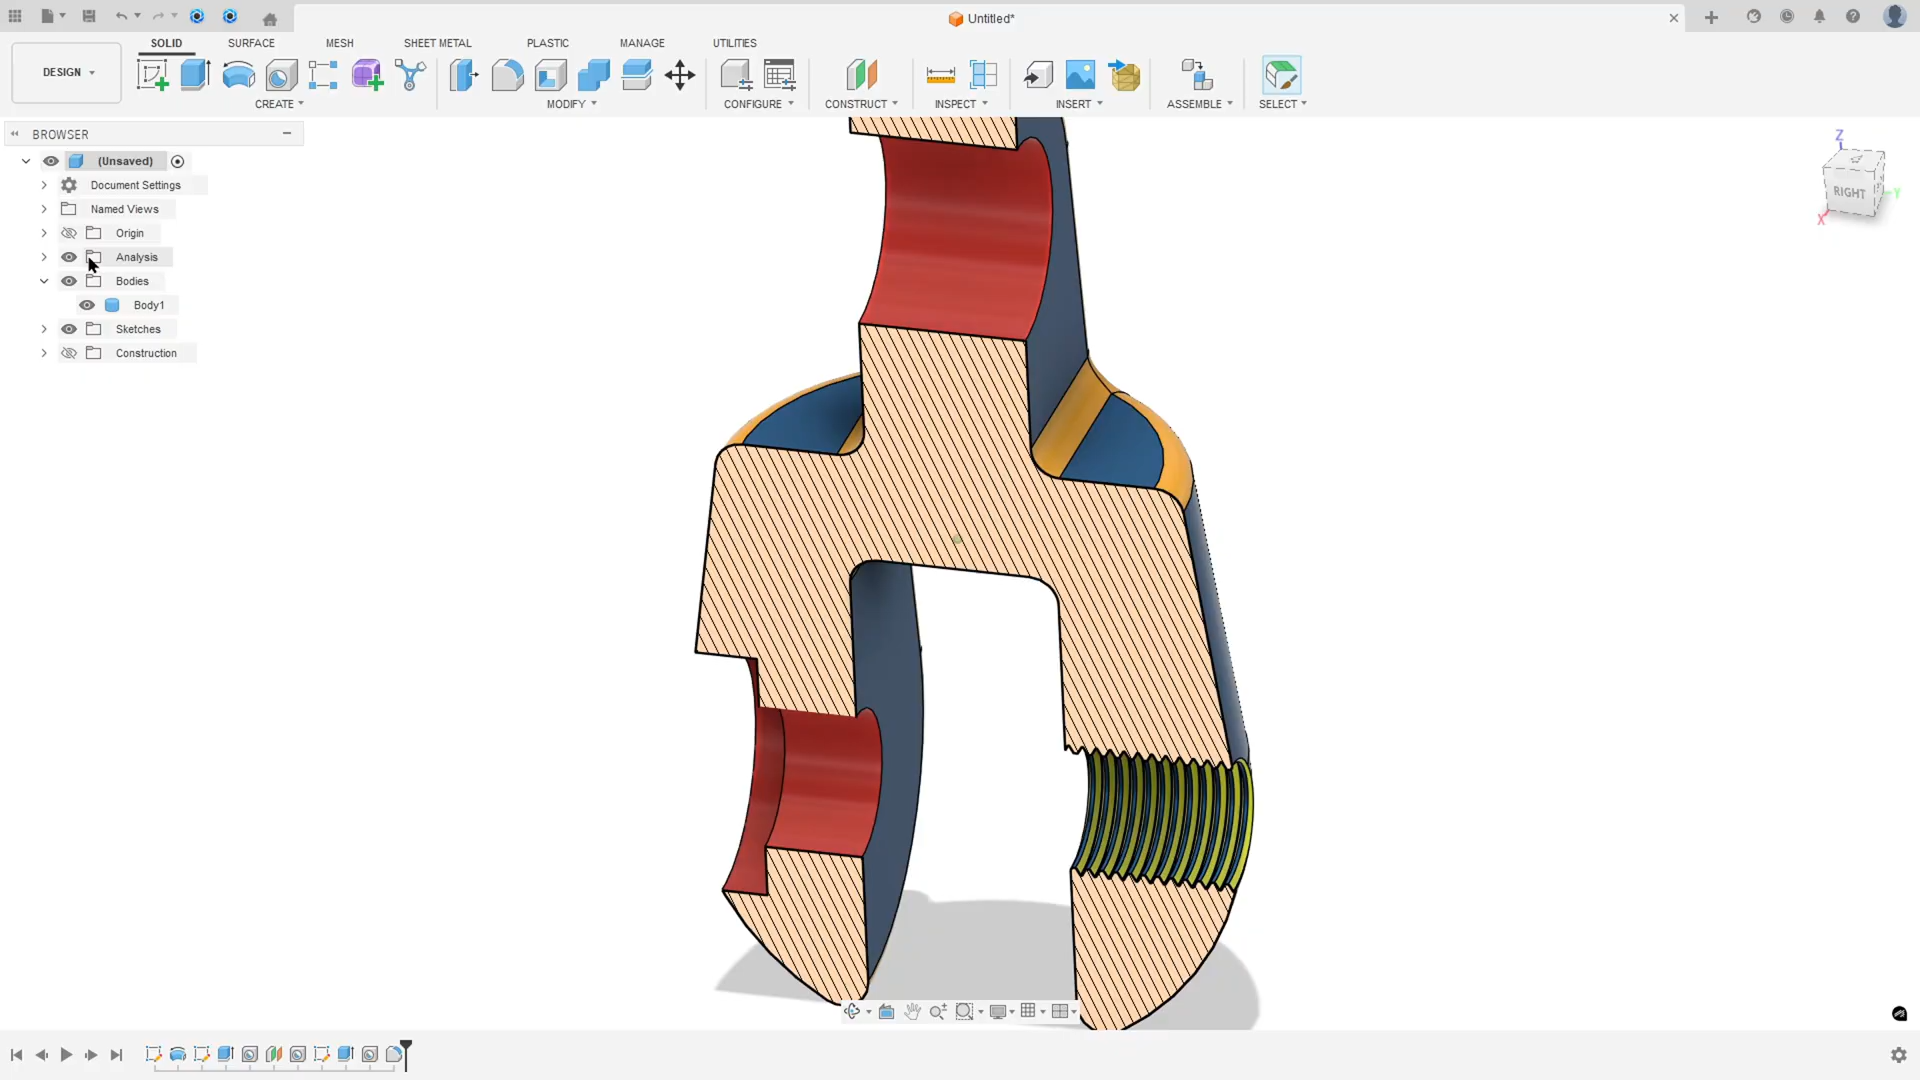 Untitled*
SOLID SURFACE MESH SHEET METAL PLASTIC MANAGE UTILITIES
DESIGN
CREATE MODIFY CONFIGURE CONSTRUCT INSPECT INSERT ASSEMBLE SELECT
BROWSER
(Unsaved)
Document Settings
Named Views
Origin
Analysis
Bodies
Body1
Sketches
Construction
Z
RIGHT
Y
X